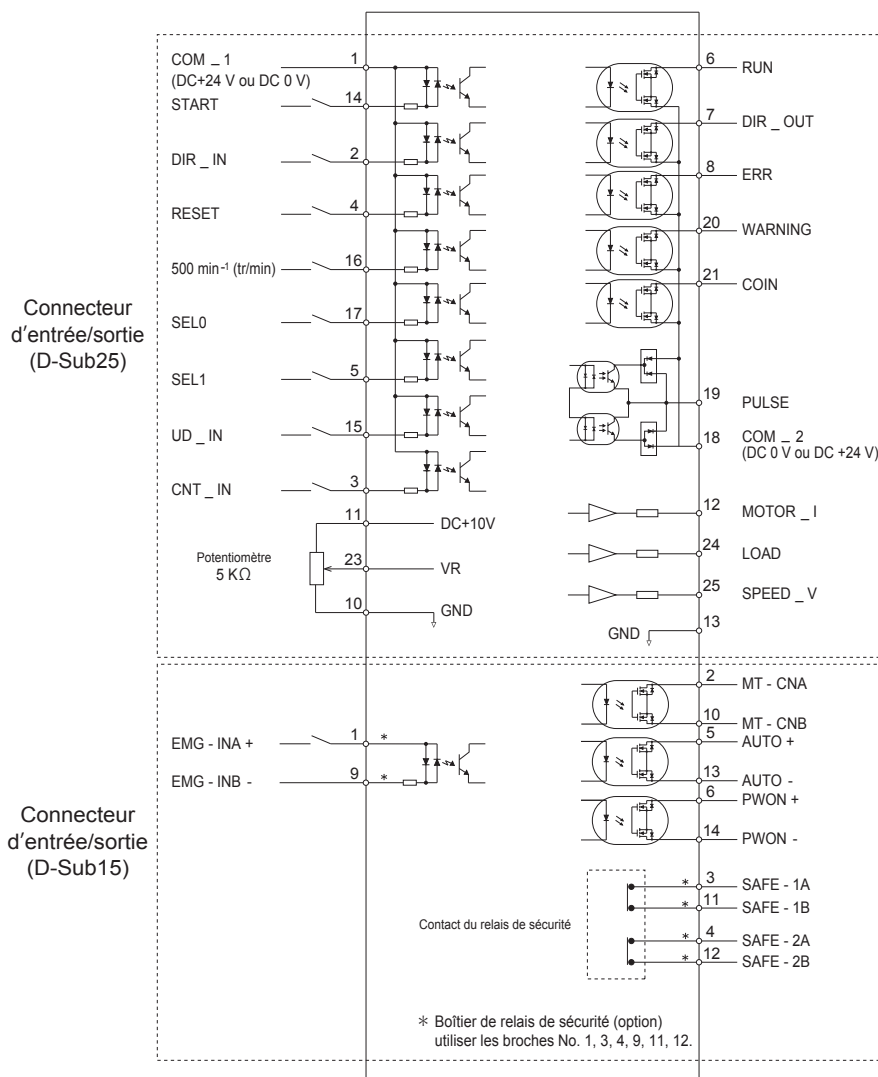 Connecteur
d'entrée/sortie
(D-Sub25)
COM _ 1
(DC+24 V ou DC 0 V)
1
START
14
DIR _ IN
2
RESET
4
500 min⁻¹ (tr/min)
16
SEL0
17
SEL1
5
UD _ IN
15
CNT _ IN
3
11
DC+10V
Potentiomètre
5 KΩ
23
VR
10
GND
6
RUN
7
DIR _ OUT
8
ERR
20
WARNING
21
COIN
19
PULSE
18
COM _ 2
(DC 0 V ou DC +24 V)
12
MOTOR _ I
24
LOAD
25
SPEED _ V
13
GND
Connecteur
d'entrée/sortie
(D-Sub15)
EMG - INA +
1 *
EMG - INB -
9 *
2
MT - CNA
10
MT - CNB
5
AUTO +
13
AUTO -
6
PWON +
14
PWON -
Contact du relais de sécurité
* 3
SAFE - 1A
* 11
SAFE - 1B
* 4
SAFE - 2A
* 12
SAFE - 2B
* Boîtier de relais de sécurité (option)
utiliser les broches No. 1, 3, 4, 9, 11, 12.